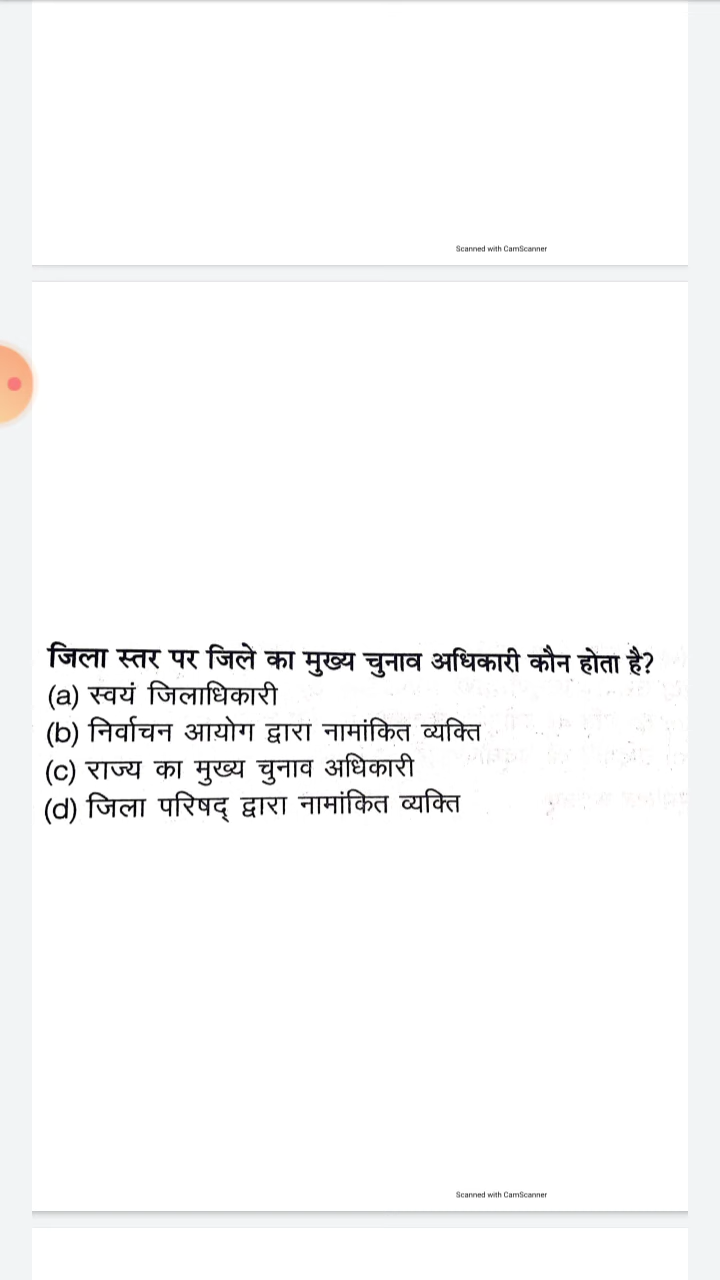 Scanned with CamScanner
जिला स्तर पर जिले का मुख्य चुनाव अधिकारी कौन होता है?
(a) स्वयं जिलाधिकारी
(b) निर्वाचन आयोग द्वारा नामांकित व्यक्ति
(c) राज्य का मुख्य चुनाव अधिकारी
(d) जिला परिषद् द्वारा नामांकित व्यक्ति
Scanned with CamScanner